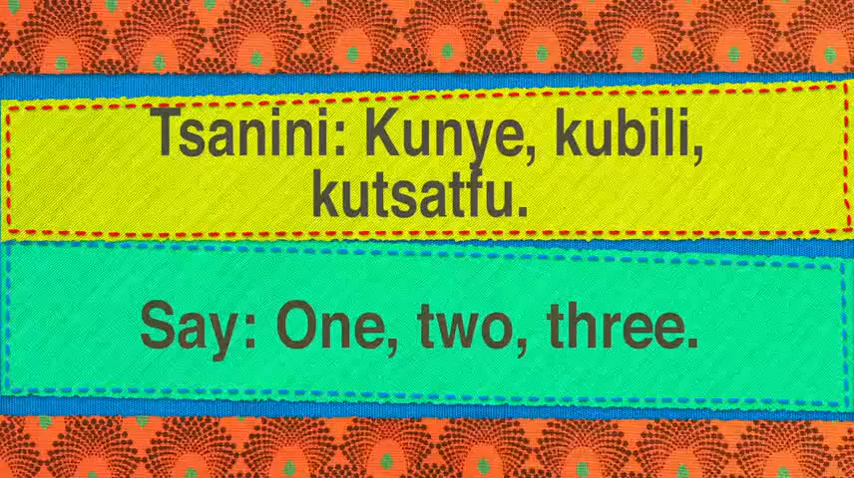 Tsanini: Kunye, kubili,
kutsatfu.
Say: One, two, three.